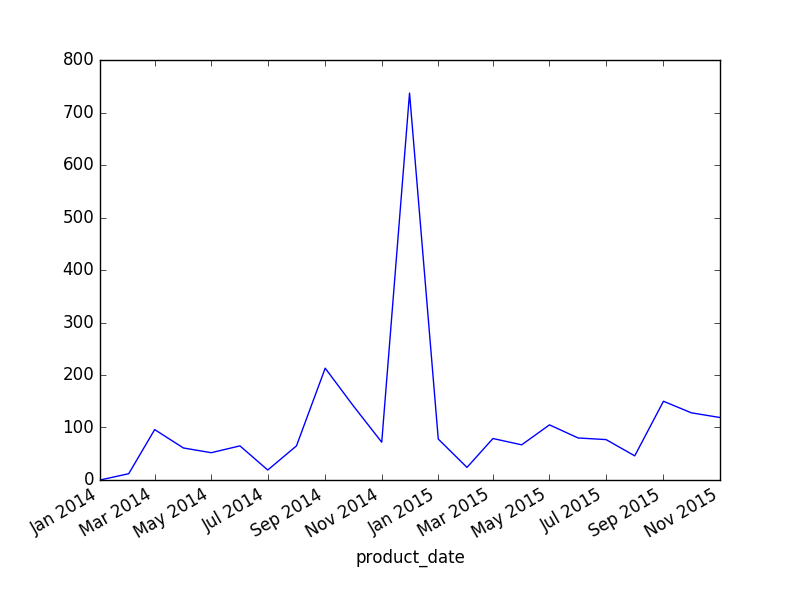 800
700
600
500
400
300
200
100
0
Jan 2014
Mar 2014
May 2014
Jul 2014
Sep 2014
Nov 2014
Jan 2015
Mar 2015
May 2015
Jul 2015
Sep 2015
Nov 2015
product_date